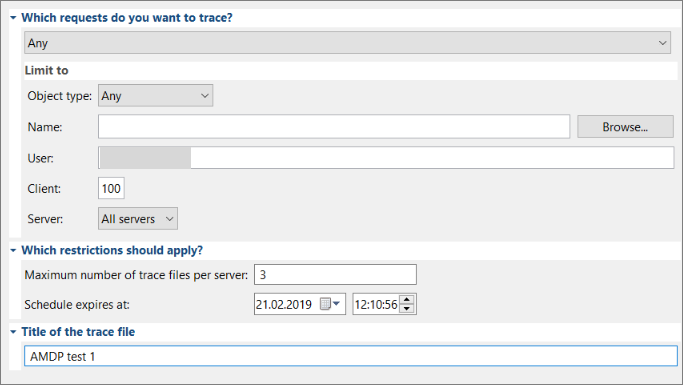 Which requests do you want to trace?
Any
Limit to
Object type: Any
Name: Browse...
User:
Client: 100
Server: All servers
Which restrictions should apply?
Maximum number of trace files per server: 3
Schedule expires at: 21.02.2019 12:10:56
Title of the trace file
AMDP test 1